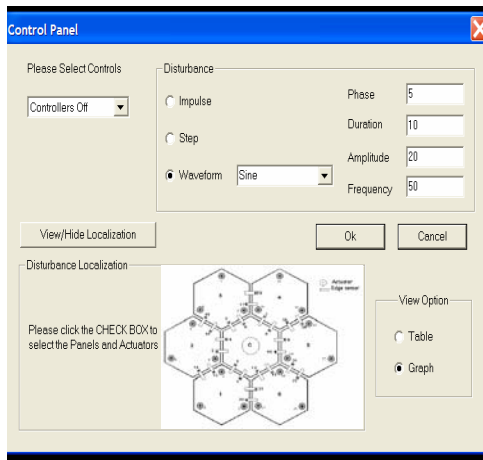 Control Panel
Please Select Controls
Controllers Off
Disturbance
Impulse
Step
Waveform
Sine
Phase
5
Duration
10
Amplitude
20
Frequency
50
View/Hide Localization
Ok
Cancel
Disturbance Localization
Please click the CHECK BOX to
select the Panels and Actuators
Actuator
Edge sensor
View Option
Table
Graph